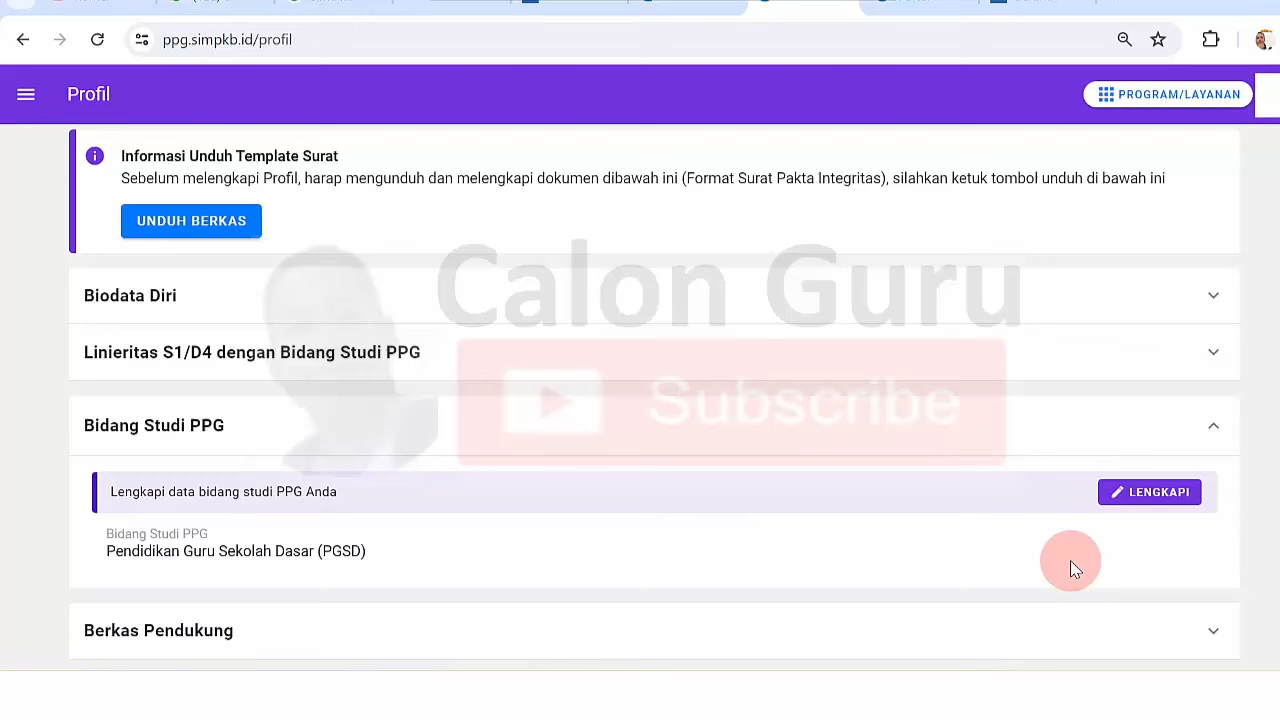 ppg.simpkb.id/profil
Profil
PROGRAM/LAYANAN
Informasi Unduh Template Surat
Sebelum melengkapi Profil, harap mengunduh dan melengkapi dokumen dibawah ini (Format Surat Pakta Integritas), silahkan ketuk tombol unduh di bawah ini
UNDUH BERKAS
Calon Guru
Biodata Diri
Linieritas S1/D4 dengan Bidang Studi PPG
Subscribe
Bidang Studi PPG
Lengkapi data bidang studi PPG Anda
LENGKAPI
Bidang Studi PPG
Pendidikan Guru Sekolah Dasar (PGSD)
Berkas Pendukung